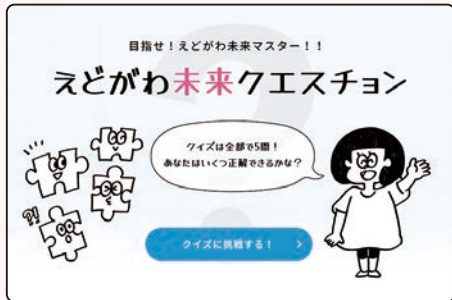 目指せ！えどがわ未来マスター！！
えどがわ未来クエスチョン
クイズは全部で5問！
あなたはいくつ正解できるかな？
?!
クイズに挑戦する！